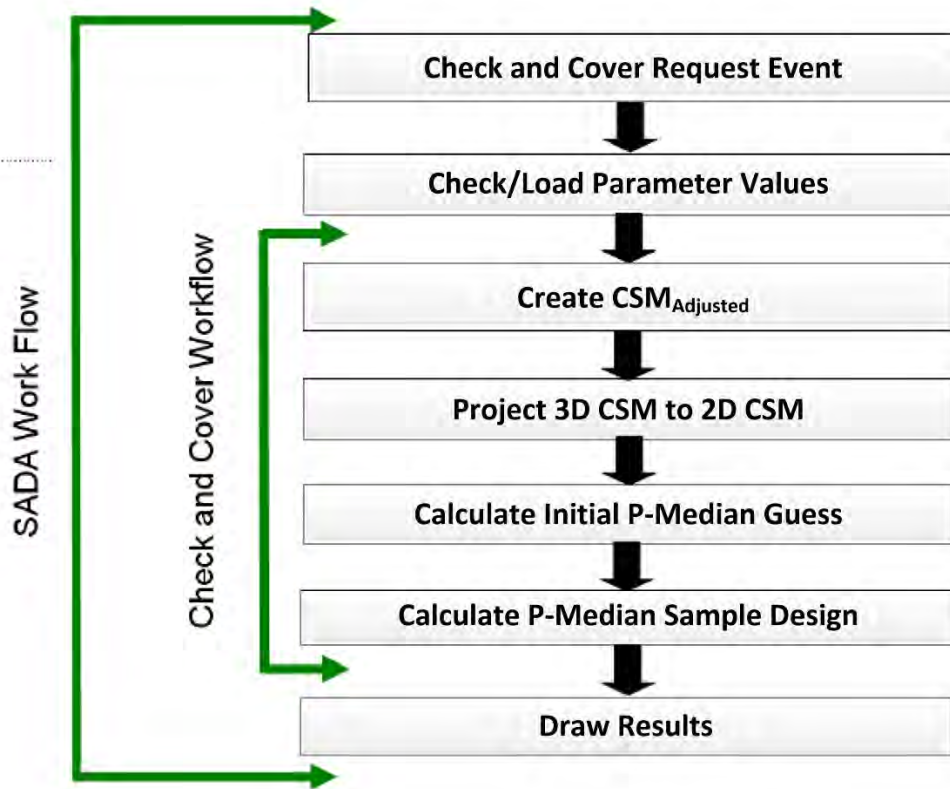 Check and Cover Request Event
Check/Load Parameter Values
Create CSMAdjusted
Project 3D CSM to 2D CSM
Calculate Initial P-Median Guess
Calculate P-Median Sample Design
Draw Results
SADA Work Flow
Check and Cover Workflow